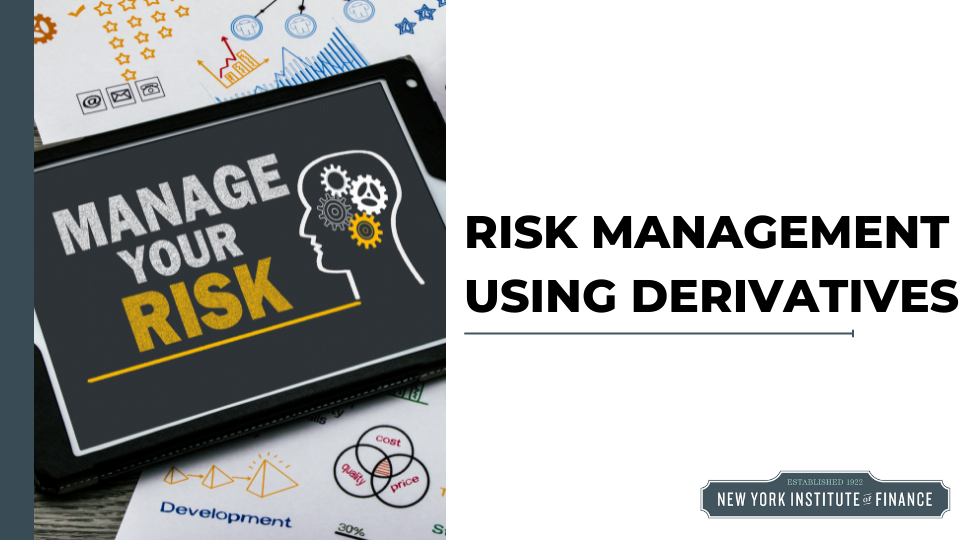 @
MANAGE
YOUR
RISK
cost
quality
price
Development
30%
RISK MANAGEMENT
USING DERIVATIVES
ESTABLISHED 1922
NEW YORK INSTITUTE of FINANCE